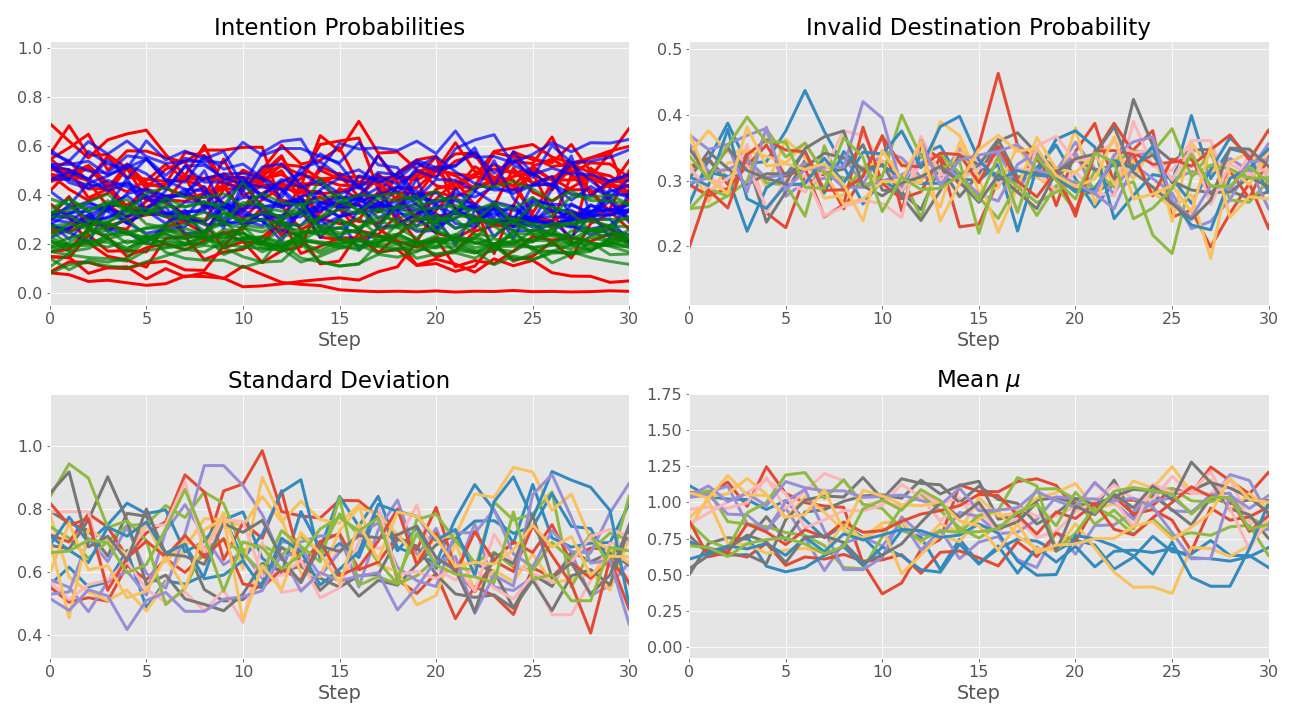 Intention Probabilities
1.0
0.8
0.6
0.4
0.2
0.0
0 5 10 15 20 25 30
Step
Invalid Destination Probability
0.5
0.4
0.3
0.2
0 5 10 15 20 25 30
Step
Standard Deviation
1.0
0.8
0.6
0.4
0 5 10 15 20 25 30
Step
Mean μ
1.75
1.50
1.25
1.00
0.75
0.50
0.25
0.00
0 5 10 15 20 25 30
Step